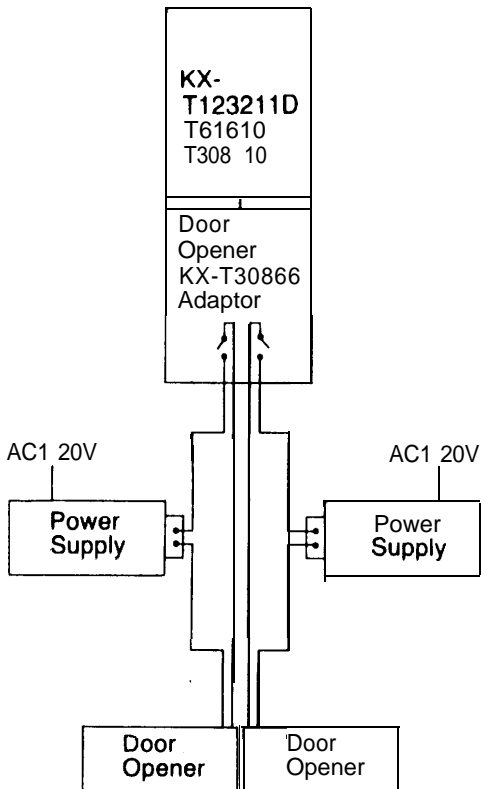 KX-
T123211D
T61610
T308 10
Door
Opener
KX-T30866
Adaptor
AC1 20V
AC1 20V
Power
Supply
Power
Supply
Door
Opener
Door
Opener